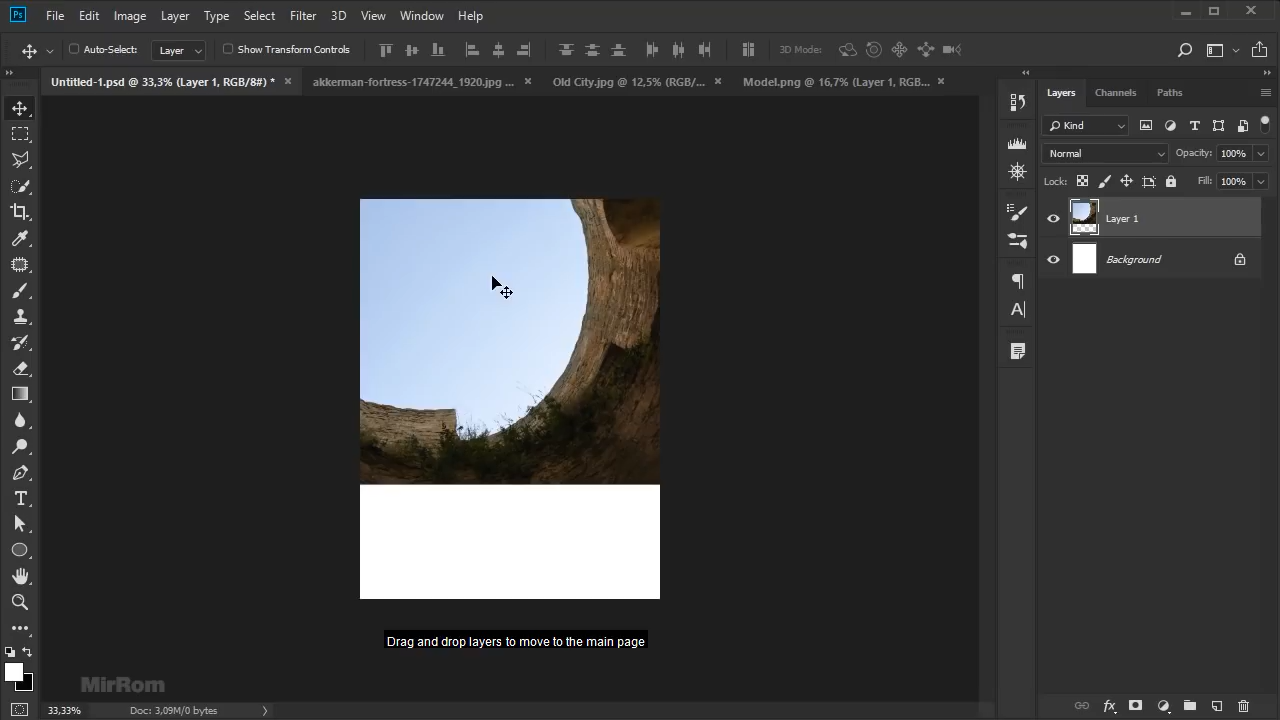 Ps File Edit Image Layer Type Select Filter 3D View Window Help
Auto-Select: Layer Show Transform Controls 3D Mode:
Untitled-1.psd @ 33,3% (Layer 1, RGB/8#) * akkerman-fortress-1747244_1920.jpg ... Old City.jpg @ 12,5% (RGB/... Model.png @ 16,7% (Layer 1, RGB...
Layers Channels Paths
Kind
Normal Opacity: 100%
Lock: Fill: 100%
Layer 1
Background
Drag and drop layers to move to the main page
MirRom
33,33% Doc: 3,09M/0 bytes